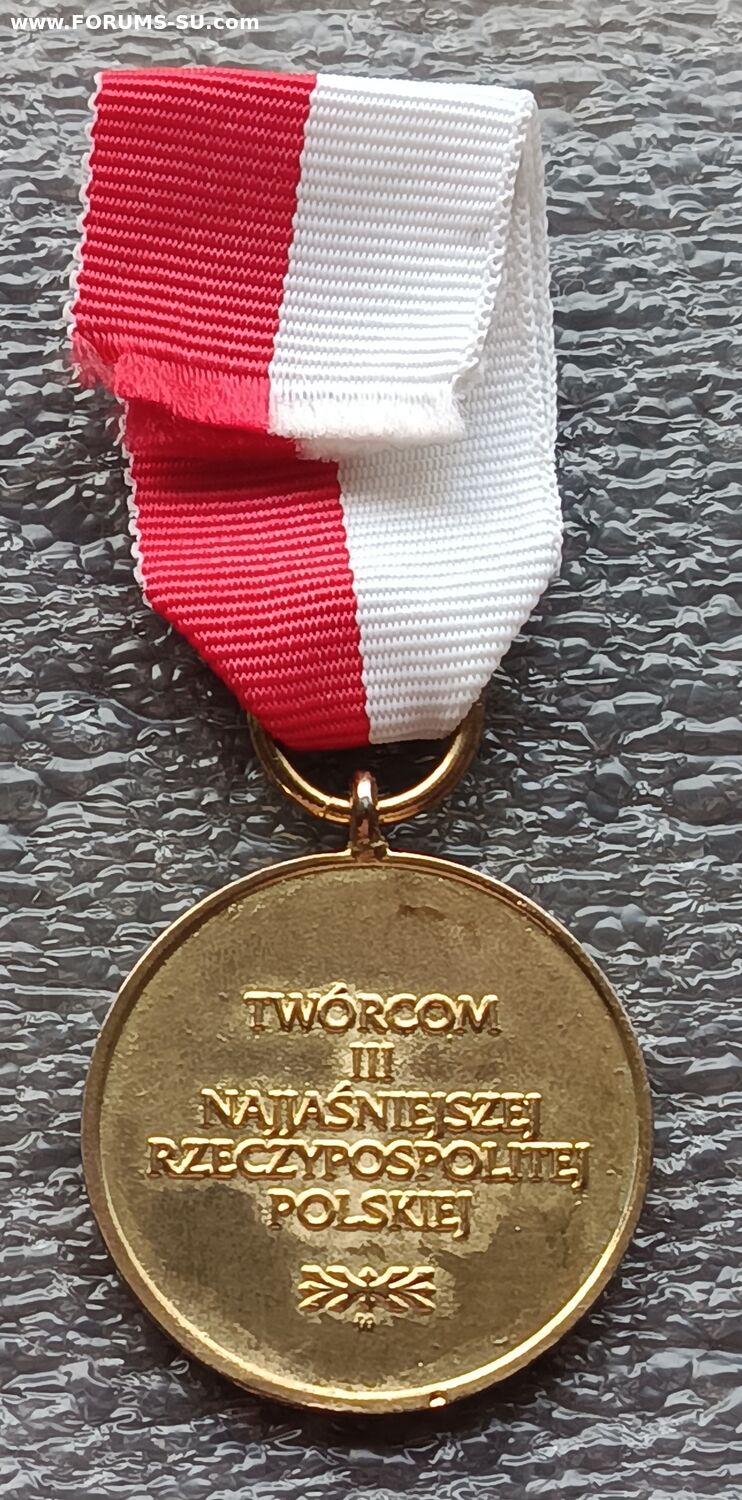 www.FORUMS-SU.com
TWÓRCOM
III
NAJJAŚNIEJSZEJ
RZECZYPOSPOLITEJ
POLSKIEJ